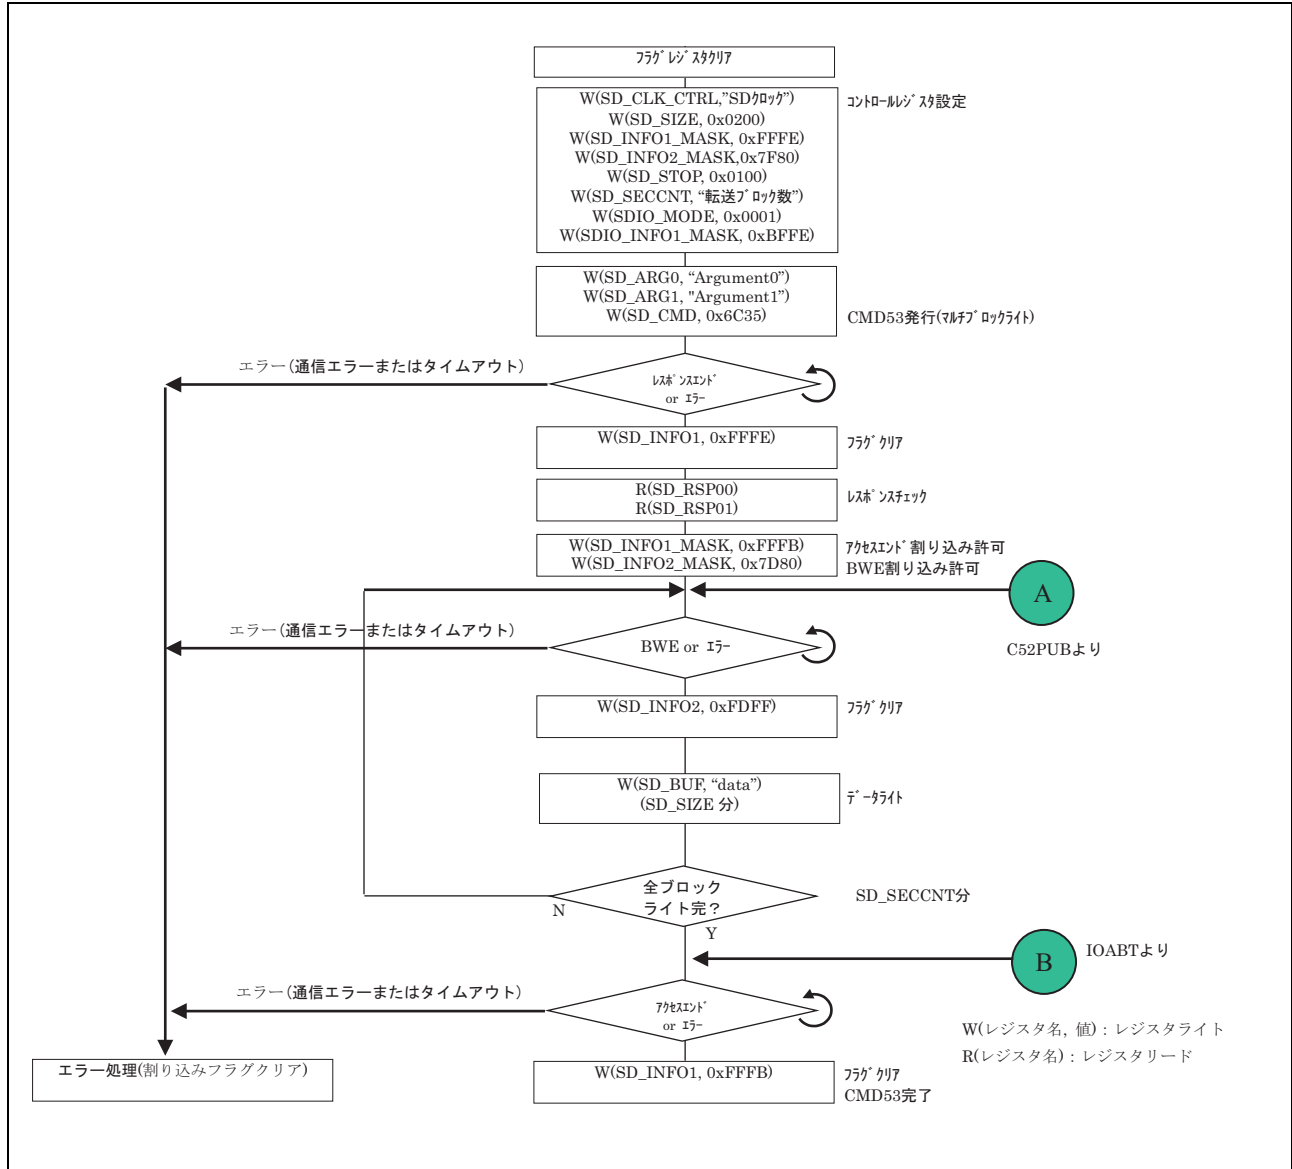 ﾌﾗｸﾞﾚｼﾞｽﾀｸﾘｱ
W(SD_CLK_CTRL,”SDｸﾛｯｸ”)
W(SD_SIZE, 0x0200)
W(SD_INFO1_MASK, 0xFFFE)
W(SD_INFO2_MASK,0x7F80)
W(SD_STOP, 0x0100)
W(SD_SECCNT, “転送ﾌﾞﾛｯｸ数”)
W(SDIO_MODE, 0x0001)
W(SDIO_INFO1_MASK, 0xBFFE)
ｺﾝﾄﾛｰﾙﾚｼﾞｽﾀ設定
W(SD_ARG0, “Argument0”)
W(SD_ARG1, "Argument1”)
W(SD_CMD, 0x6C35)
CMD53発行(ﾏﾙﾁﾌﾞﾛｯｸﾗｲﾄ)
エラー(通信エラーまたはタイムアウト)
ﾚｽﾎﾟﾝｽｴﾝﾄﾞ
or ｴﾗｰ
W(SD_INFO1, 0xFFFE)
ﾌﾗｸﾞｸﾘｱ
R(SD_RSP00)
R(SD_RSP01)
ﾚｽﾎﾟﾝｽﾁｪｯｸ
W(SD_INFO1_MASK, 0xFFFB)
W(SD_INFO2_MASK, 0x7D80)
ｱｸｾｽｴﾝﾄﾞ割り込み許可
BWE割り込み許可
A
C52PUBより
エラー(通信エラーまたはタイムアウト)
BWE or ｴﾗｰ
W(SD_INFO2, 0xFDFF)
ﾌﾗｸﾞｸﾘｱ
W(SD_BUF, “data”)
(SD_SIZE 分)
ﾃﾞｰﾀﾗｲﾄ
全ブロック
ライト完？
N
Y
SD_SECCNT分
B
IOABTより
エラー(通信エラーまたはタイムアウト)
ｱｸｾｽｴﾝﾄﾞ
or ｴﾗｰ
W(レジスタ名, 値) : レジスタライト
R(レジスタ名) : レジスタリード
エラー処理(割り込みフラグクリア)
W(SD_INFO1, 0xFFFB)
ﾌﾗｸﾞｸﾘｱ
CMD53完了